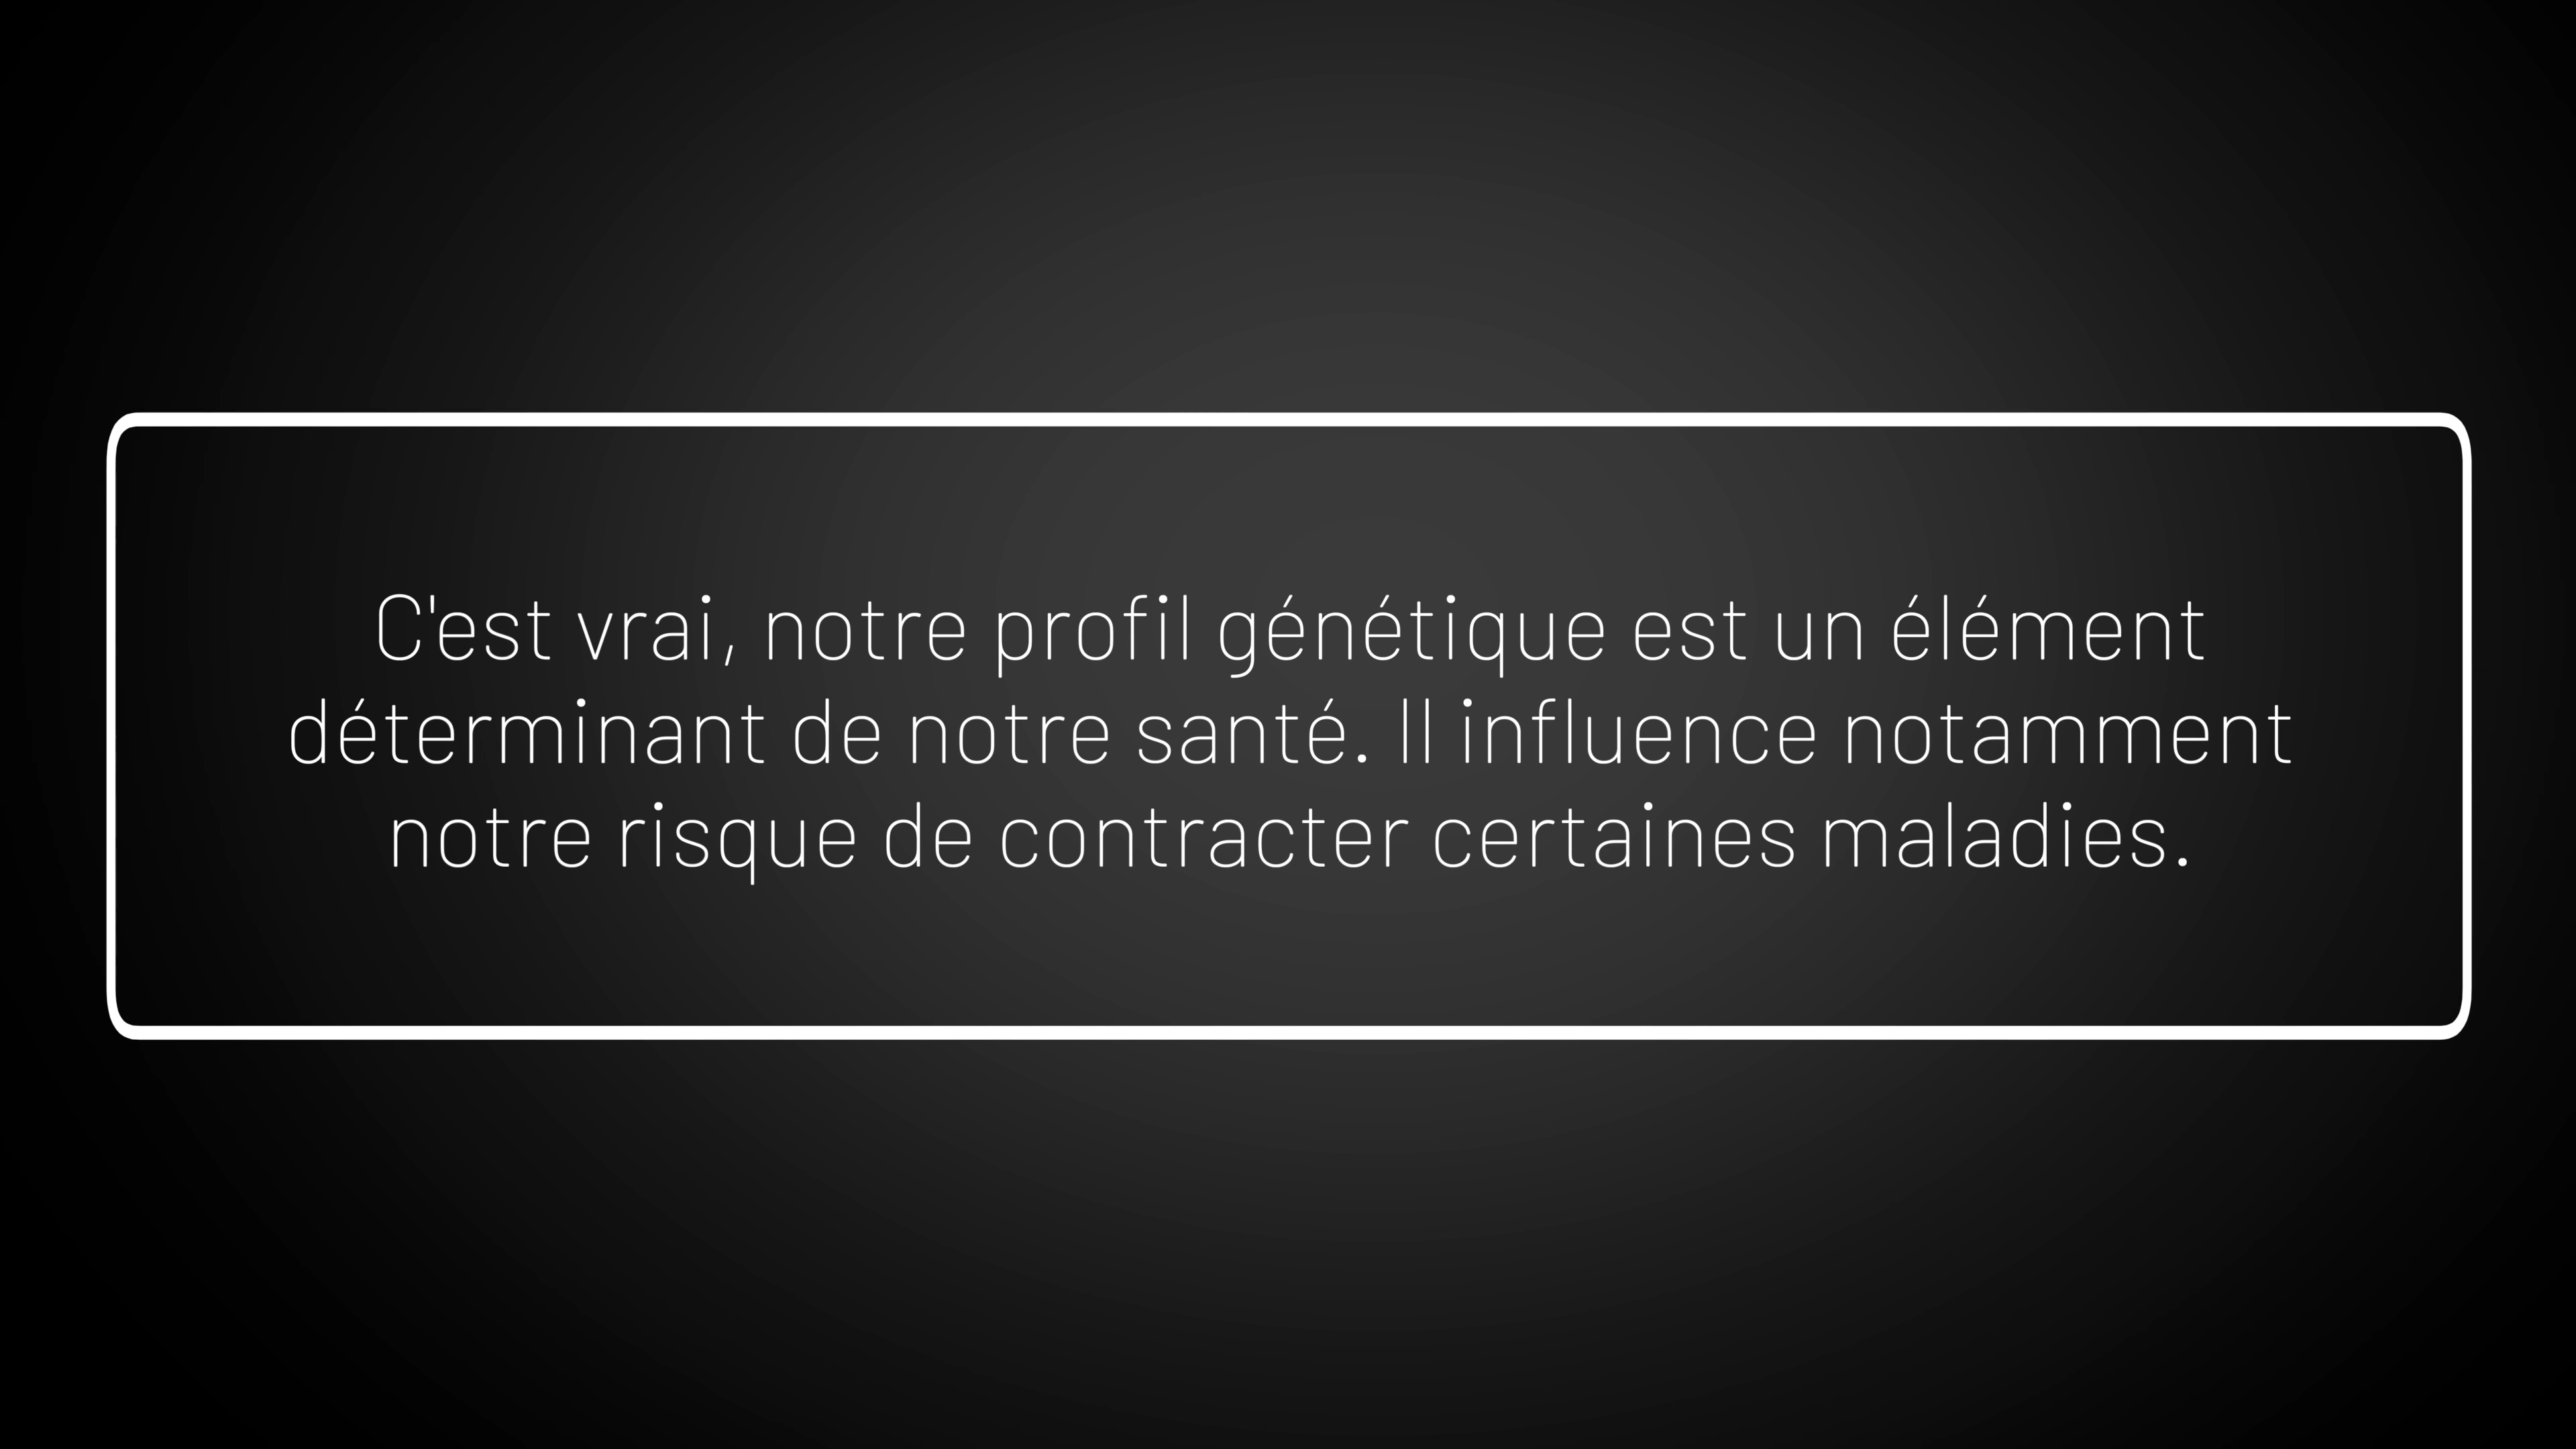 C'est vrai, notre profil génétique est un élément
déterminant de notre santé. Il influence notamment
notre risque de contracter certaines maladies.